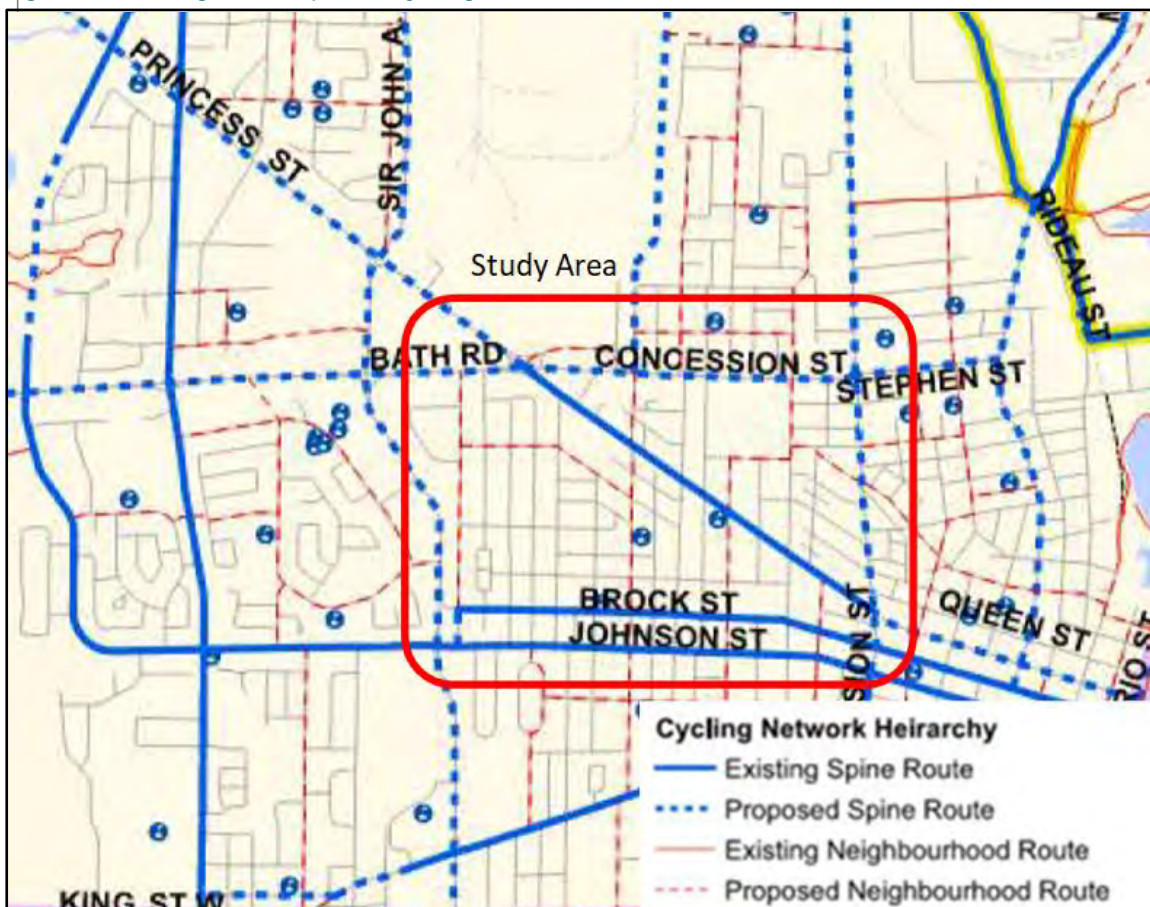 PRINCESS ST
SIR JOHN A.
RIDEAU ST
Study Area
BATH RD
CONCESSION ST
STEPHEN ST
BROCK ST
JOHNSON ST
SION ST
QUEEN ST
RIO ST
KING ST W
Cycling Network Heirarchy
Existing Spine Route
Proposed Spine Route
Existing Neighbourhood Route
Proposed Neighbourhood Route